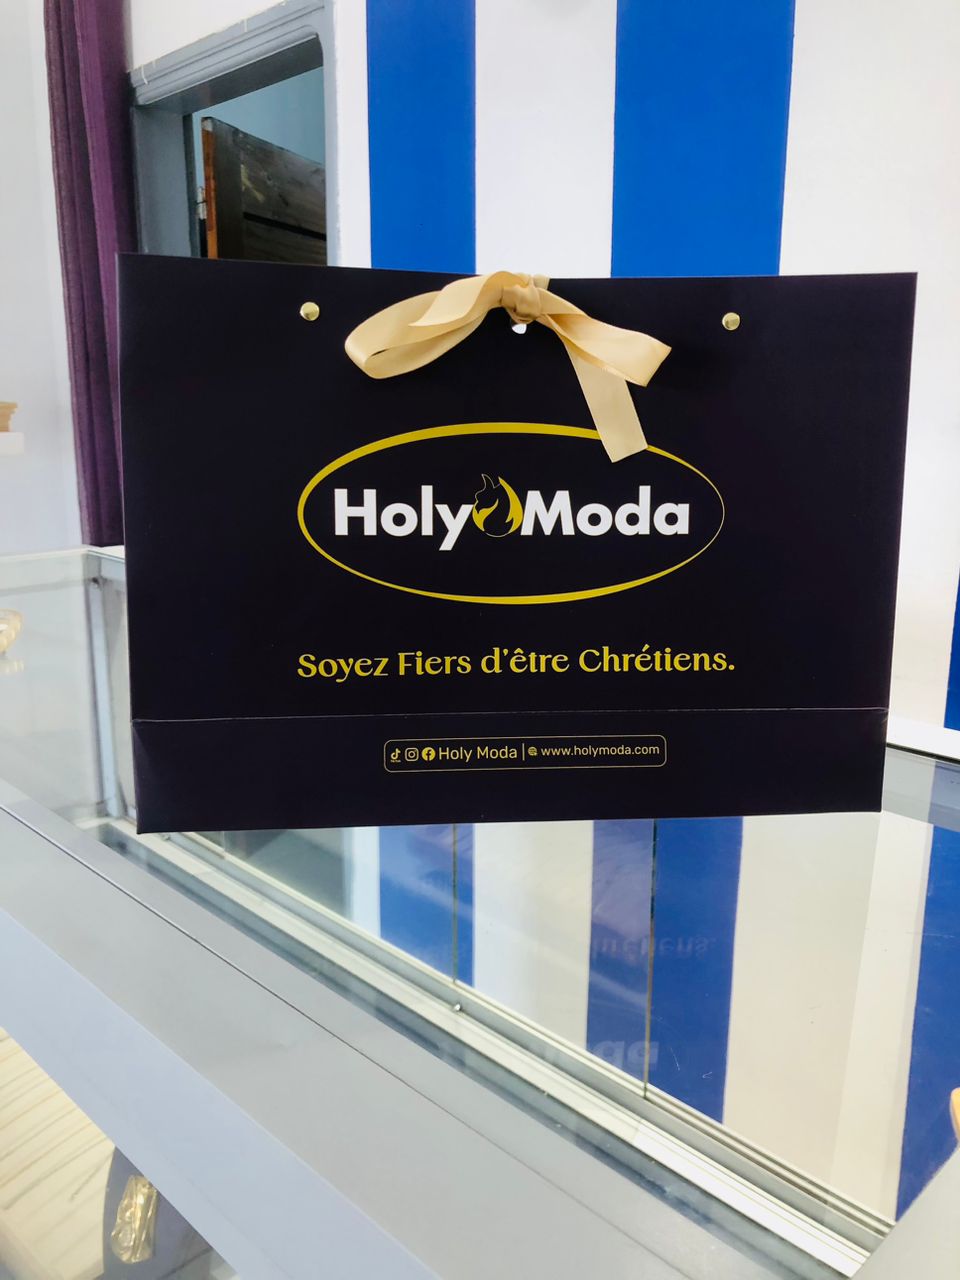 Holy Moda
Soyez Fiers d'être Chrétiens.
Holy Moda | www.holymoda.com